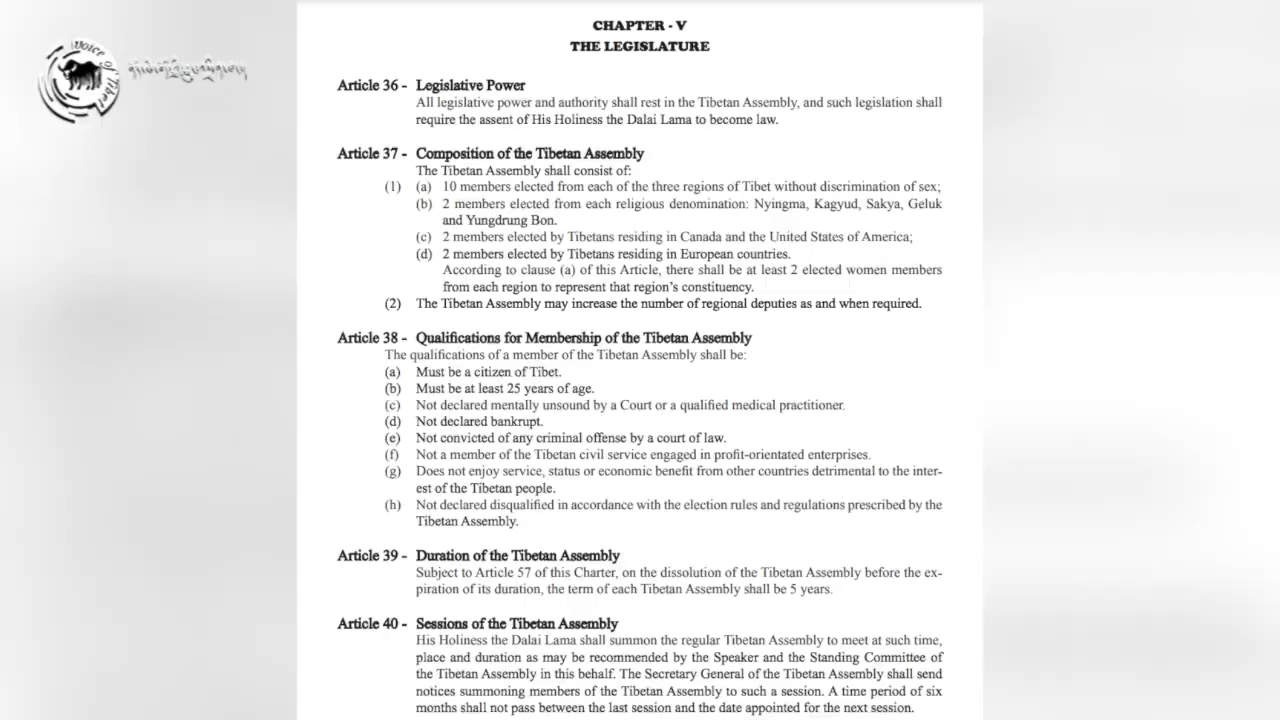 CHAPTER - V
THE LEGISLATURE
Voice of Tibet
Article 36 - Legislative Power
All legislative power and authority shall rest in the Tibetan Assembly, and such legislation shall
require the assent of His Holiness the Dalai Lama to become law.
Article 37 - Composition of the Tibetan Assembly
The Tibetan Assembly shall consist of:
(1) (a) 10 members elected from each of the three regions of Tibet without discrimination of sex;
(b) 2 members elected from each religious denomination: Nyingma, Kagyud, Sakya, Geluk
and Yungdrung Bon.
(c) 2 members elected by Tibetans residing in Canada and the United States of America;
(d) 2 members elected by Tibetans residing in European countries.
According to clause (a) of this Article, there shall be at least 2 elected women members
from each region to represent that region's constituency.
(2) The Tibetan Assembly may increase the number of regional deputies as and when required.
Article 38 - Qualifications for Membership of the Tibetan Assembly
The qualifications of a member of the Tibetan Assembly shall be:
(a) Must be a citizen of Tibet.
(b) Must be at least 25 years of age.
(c) Not declared mentally unsound by a Court or a qualified medical practitioner.
(d) Not declared bankrupt.
(e) Not convicted of any criminal offense by a court of law.
(f) Not a member of the Tibetan civil service engaged in profit-orientated enterprises.
(g) Does not enjoy service, status or economic benefit from other countries detrimental to the inter-
est of the Tibetan people.
(h) Not declared disqualified in accordance with the election rules and regulations prescribed by the
Tibetan Assembly.
Article 39 - Duration of the Tibetan Assembly
Subject to Article 57 of this Charter, on the dissolution of the Tibetan Assembly before the ex-
piration of its duration, the term of each Tibetan Assembly shall be 5 years.
Article 40 - Sessions of the Tibetan Assembly
His Holiness the Dalai Lama shall summon the regular Tibetan Assembly to meet at such time,
place and duration as may be recommended by the Speaker and the Standing Committee of
the Tibetan Assembly in this behalf. The Secretary General of the Tibetan Assembly shall send
notices summoning members of the Tibetan Assembly to such a session. A time period of six
months shall not pass between the last session and the date appointed for the next session.